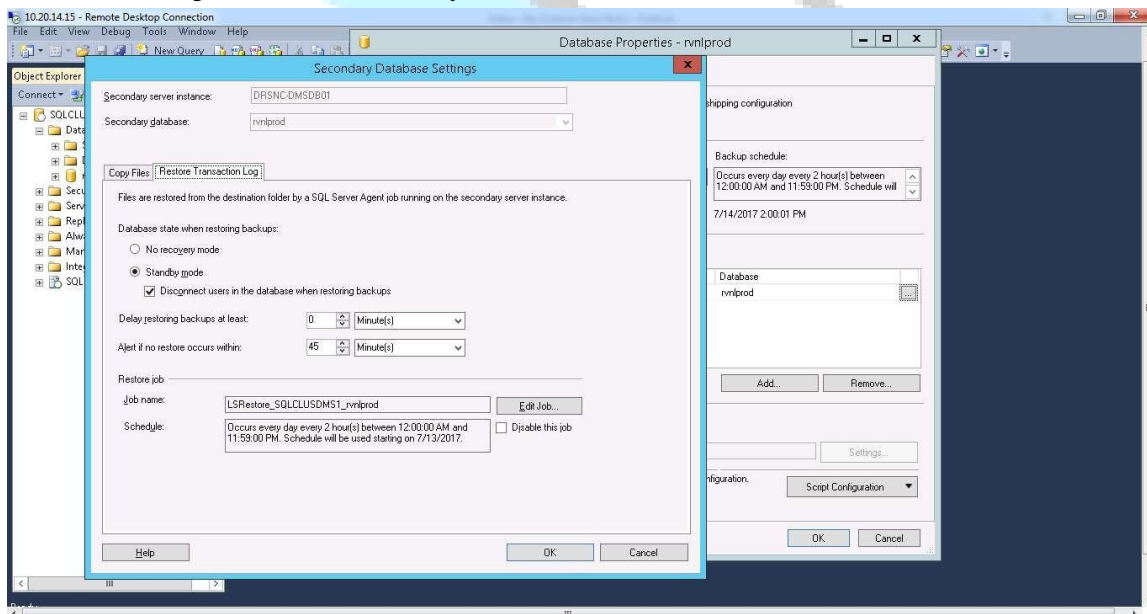 10.20.14.15 - Remote Desktop Connection
File Edit View Debug Tools Window Help
New Query
Database Properties - rvnlprod
Object Explorer
Connect
SQLCLU
Data
Secu
Serv
Repl
Alwa
Man
Inte
SQL
Secondary Database Settings
Secondary server instance: DRSNC-DMSDB01
Secondary database: rvnlprod
Copy Files Restore Transaction Log
Files are restored from the destination folder by a SQL Server Agent job running on the secondary server instance.
Database state when restoring backups:
No recovery mode
Standby mode
Disconnect users in the database when restoring backups
Delay restoring backups at least: 0 Minute(s)
Alert if no restore occurs within: 45 Minute(s)
Restore job
Job name: LSRestore_SQLCLUSDMS1_rvnlprod Edit Job...
Schedule: Occurs every day every 2 hour(s) between 12:00:00 AM and
11:59:00 PM. Schedule will be used starting on 7/13/2017.
Disable this job
Help OK Cancel
shipping configuration
Backup schedule:
Occurs every day every 2 hour(s) between
12:00:00 AM and 11:59:00 PM. Schedule will
7/14/2017 2:00:01 PM
Database
rvnlprod ...
Add... Remove...
Settings...
nfiguration. Script Configuration
OK Cancel